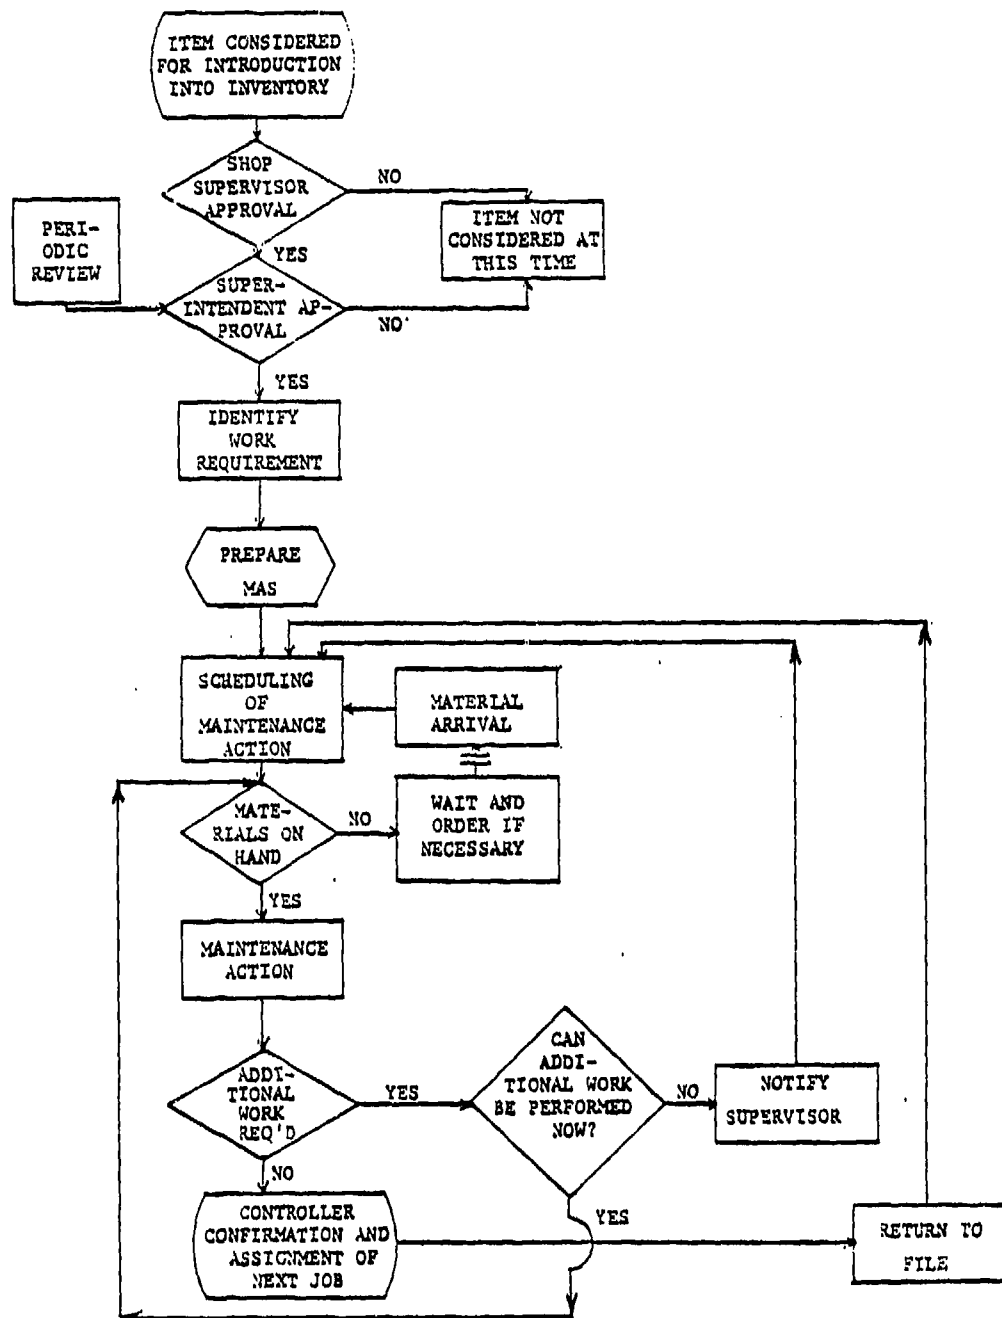 ITEM CONSIDERED
FOR INTRODUCTION
INTO INVENTORY
SHOP
SUPERVISOR
APPROVAL
NO
ITEM NOT
CONSIDERED AT
THIS TIME
PERI-
ODIC
REVIEW
YES
SUPER-
INTENDENT AP-
PROVAL
NO
YES
IDENTIFY
WORK
REQUIREMENT
PREPARE
MAS
SCHEDULING
OF
MAINTENANCE
ACTION
MATERIAL
ARRIVAL
MATE-
RIALS ON
HAND
NO
WAIT AND
ORDER IF
NECESSARY
YES
MAINTENANCE
ACTION
ADDI-
TIONAL
WORK
REQ'D
YES
CAN
ADDI-
TIONAL WORK
BE PERFORMED
NOW?
NO
NOTIFY
SUPERVISOR
NO
YES
CONTROLLER
CONFIRMATION AND
ASSIGNMENT OF
NEXT JOB
RETURN TO
FILE